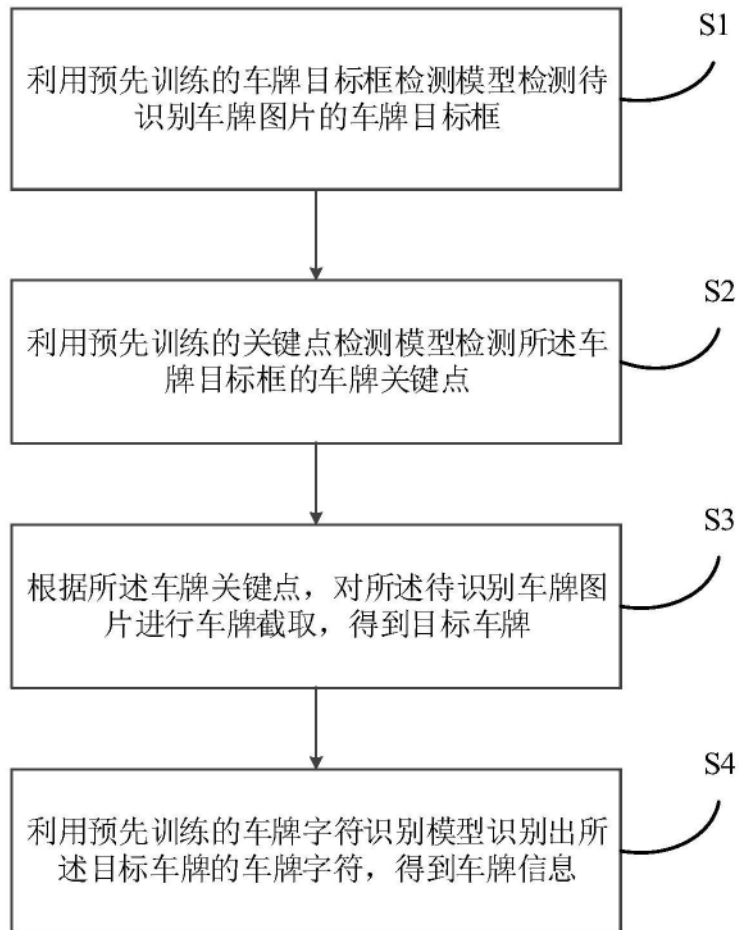 S1
利用预先训练的车牌目标框检测模型检测待
识别车牌图片的车牌目标框
S2
利用预先训练的关键点检测模型检测所述车
牌目标框的车牌关键点
S3
根据所述车牌关键点，对所述待识别车牌图
片进行车牌截取，得到目标车牌
S4
利用预先训练的车牌字符识别模型识别出所
述目标车牌的车牌字符，得到车牌信息